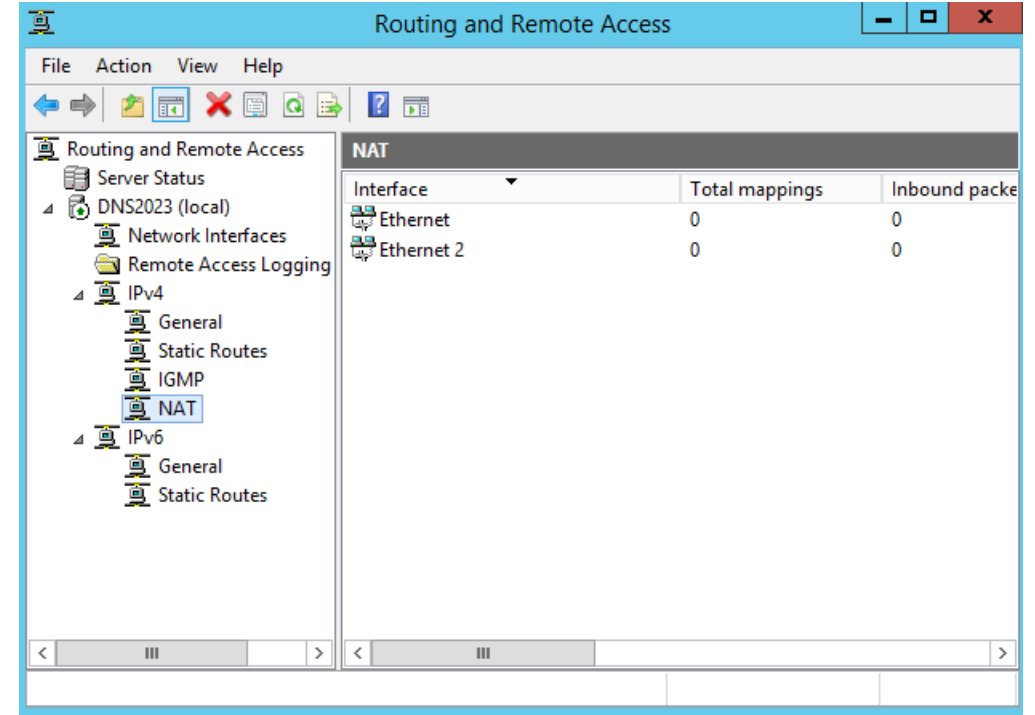 Routing and Remote Access
File Action View Help
Routing and Remote Access
Server Status
DNS2023 (local)
Network Interfaces
Remote Access Logging
IPv4
General
Static Routes
IGMP
NAT
IPv6
General
Static Routes
NAT
Interface Total mappings Inbound packe
Ethernet 0 0
Ethernet 2 0 0